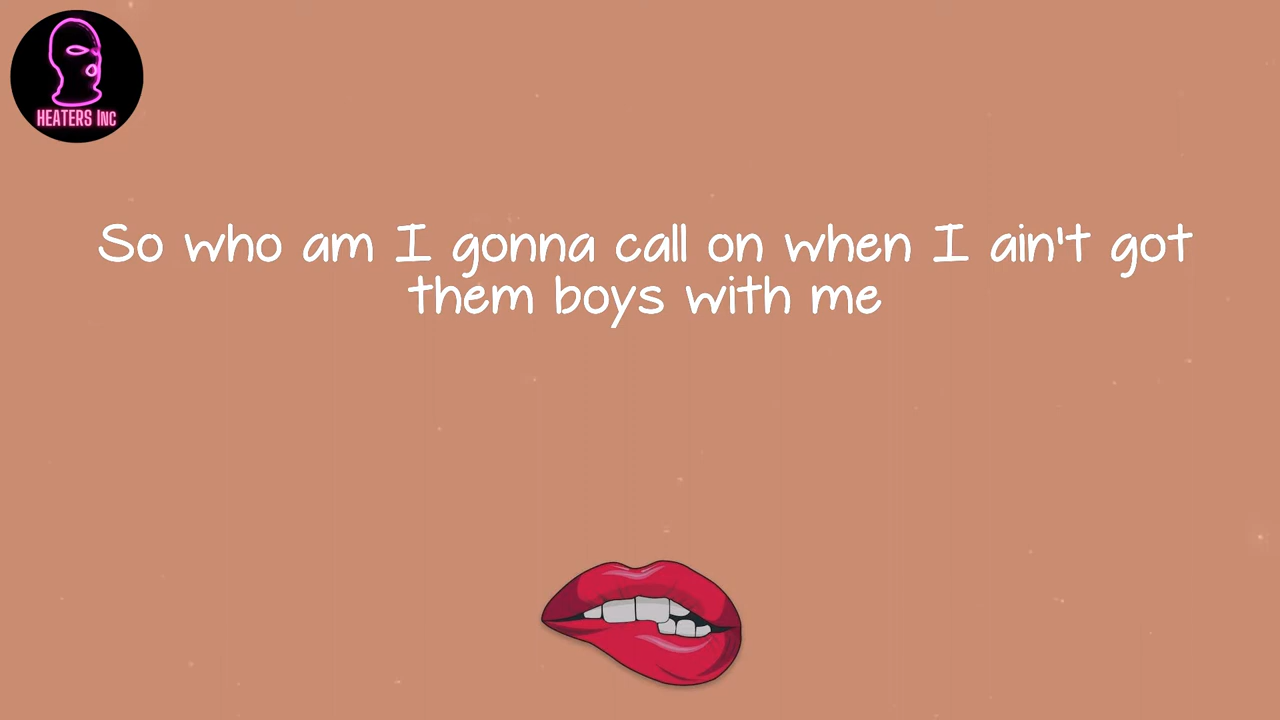 HEATERS INC
So who am I gonna call on when I ain't got
them boys with me